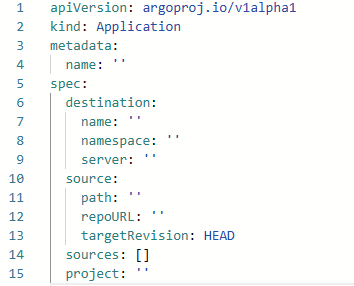 1 apiVersion: argoproj.io/v1alpha1
2 kind: Application
3 metadata:
4   name: ''
5 spec:
6   destination:
7     name: ''
8     namespace: ''
9     server: ''
10   source:
11     path: ''
12     repoURL: ''
13     targetRevision: HEAD
14   sources: []
15   project: ''